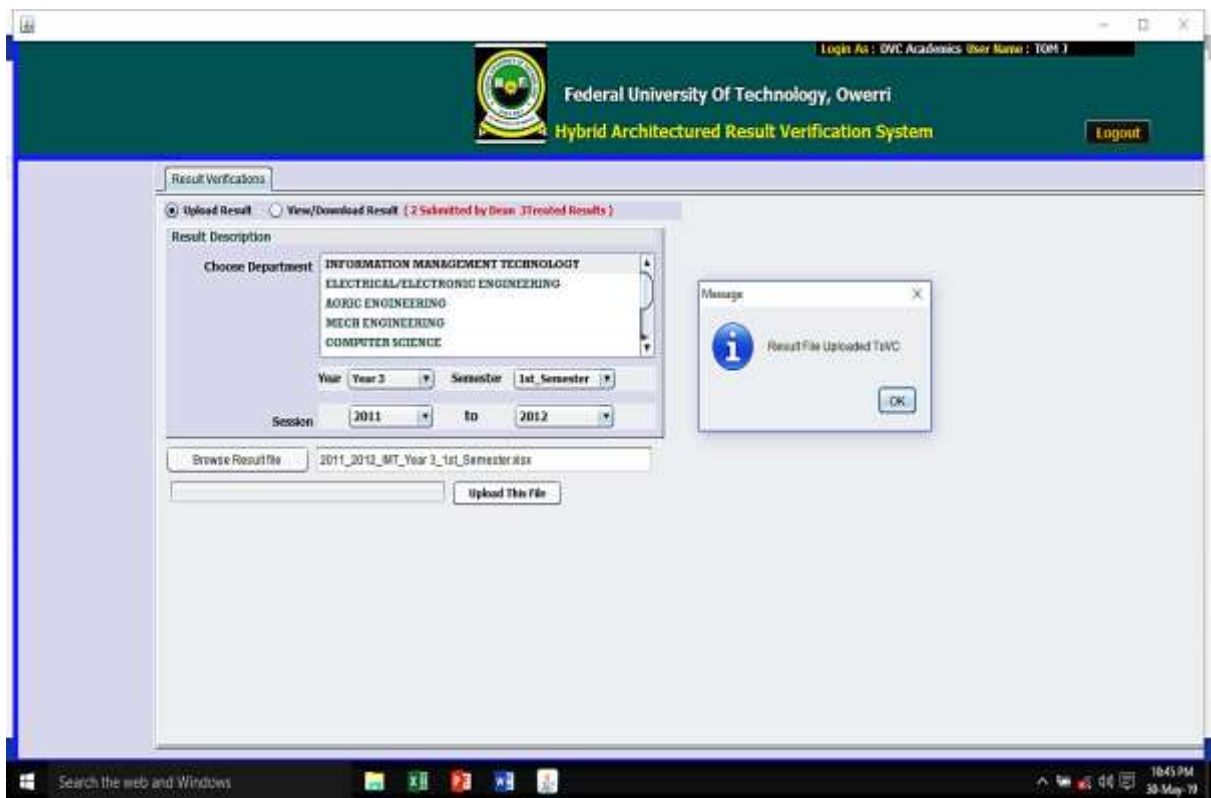 Login As : DVC Academics User Name : TOM J
Federal University Of Technology, Owerri
Hybrid Architectured Result Verification System
Logout
Result Verifications
Upload Result View/Download Result ( 2 Submitted by Dean 3Treated Results )
Result Description
Choose Department
INFORMATION MANAGEMENT TECHNOLOGY
ELECTRICAL/ELECTRONIC ENGINEERING
AGRIC ENGINEERING
MECH ENGINEERING
COMPUTER SCIENCE
Year Year 3 Semester 1st_Semester
Session 2011 to 2012
Browse Result file 2011_2012_IMT_Year 3_1st_Semester.xlsx
Upload This File
Message
Result File Uploaded ToVC
OK
Search the web and Windows
10:45 PM
30-May-19